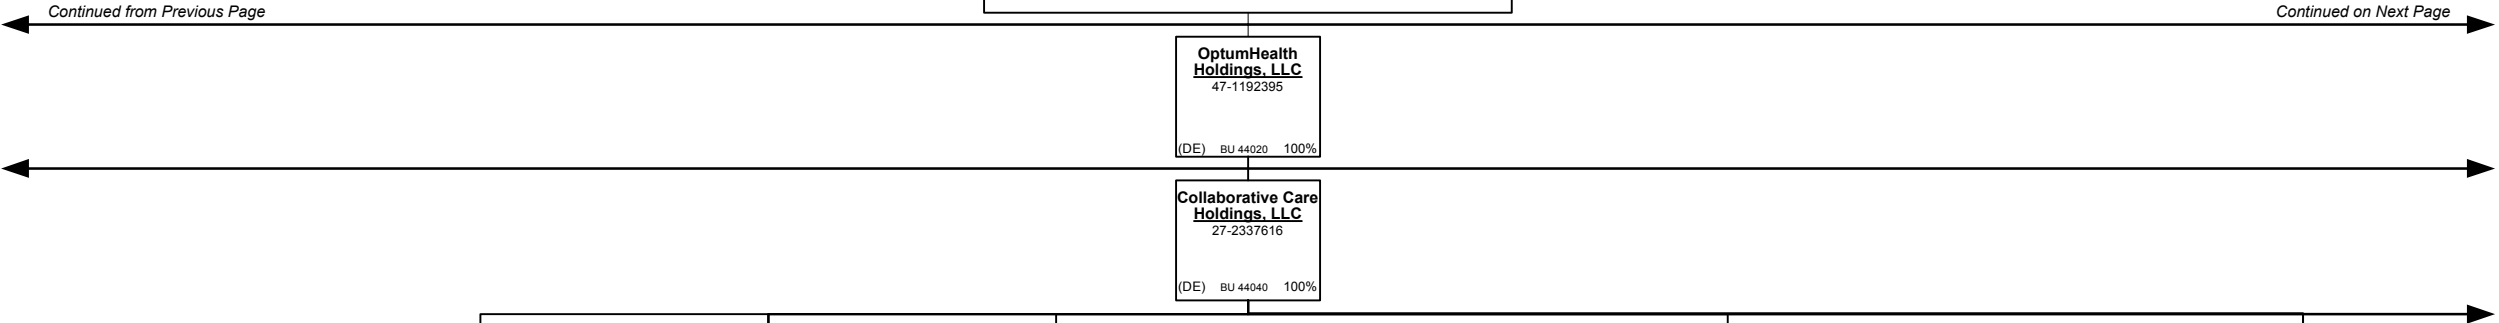 Continued from Previous Page
Continued on Next Page
OptumHealth
Holdings, LLC
47-1192395
(DE) BU 44020 100%
Collaborative Care
Holdings, LLC
27-2337616
(DE) BU 44040 100%